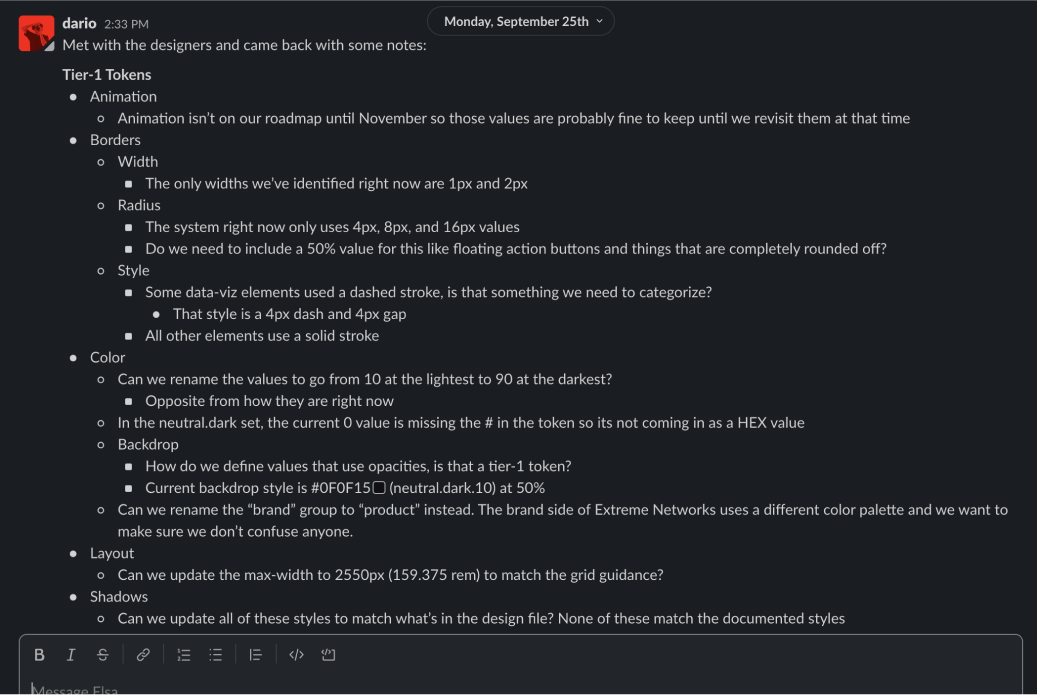 dario 2:33 PM
Monday, September 25th
Met with the designers and came back with some notes:
Tier-1 Tokens
Animation
Animation isn't on our roadmap until November so those values are probably fine to keep until we revisit them at that time
Borders
Width
The only widths we've identified right now are 1px and 2px
Radius
The system right now only uses 4px, 8px, and 16px values
Do we need to include a 50% value for this like floating action buttons and things that are completely rounded off?
Style
Some data-viz elements used a dashed stroke, is that something we need to categorize?
That style is a 4px dash and 4px gap
All other elements use a solid stroke
Color
Can we rename the values to go from 10 at the lightest to 90 at the darkest?
Opposite from how they are right now
In the neutral.dark set, the current 0 value is missing the # in the token so its not coming in as a HEX value
Backdrop
How do we define values that use opacities, is that a tier-1 token?
Current backdrop style is #0F0F15 (neutral.dark.10) at 50%
Can we rename the “brand” group to “product” instead. The brand side of Extreme Networks uses a different color palette and we want to
make sure we don't confuse anyone.
Layout
Can we update the max-width to 2550px (159.375 rem) to match the grid guidance?
Shadows
Can we update all of these styles to match what's in the design file? None of these match the documented styles
B I S
Message Elsa